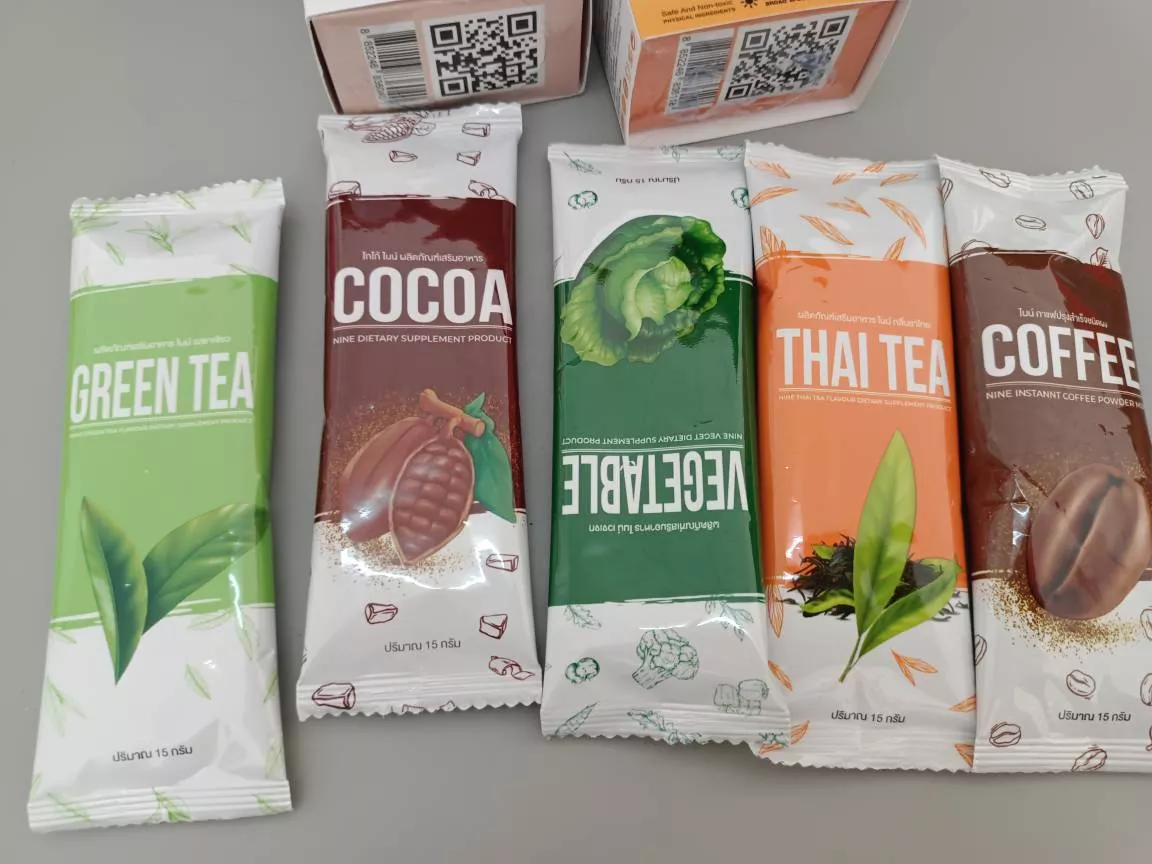 Safe And Non-toxic
PHYSICAL INGREDIENTS
GREEN TEA
โกโก้ ไนน์ ผลิตภัณฑ์เสริมอาหาร
COCOA
NINE DIETARY SUPPLEMENT PRODUCT
ปริมาณ 15 กรัม
ปริมาณ 15 กรัม
ผลิตภัณฑ์เสริมอาหาร ไนน์ เวเจเท
VEGETABLE
NINE VEGET DIETARY SUPPLEMENT PRODUCT
ปริมาณ 15 กรัม
ผลิตภัณฑ์เสริมอาหาร ไนน์ กลิ่นชาไทย
THAI TEA
NINE THAI TEA FLAVOUR DIETARY SUPPLEMENT PRODUCT
ปริมาณ 15 กรัม
ไนน์ กาแฟปรุงสำเร็จชนิดผง
COFFEE
NINE INSTANNT COFFEE POWDER
ปริมาณ 15 กรัม